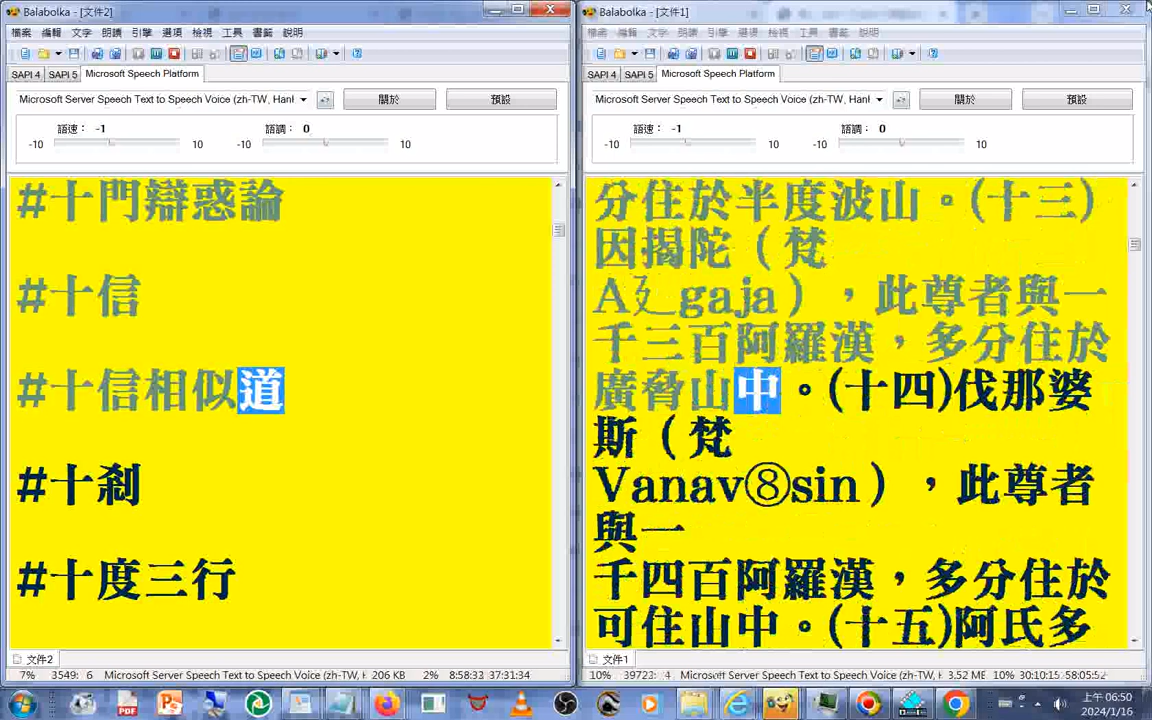 Balabolka - [文件2]
檔案 編輯 文字 朗讀 引擎 選項 檢視 工具 書籤 說明
SAPI 4 SAPI 5 Microsoft Speech Platform
Microsoft Server Speech Text to Speech Voice (zh-TW, Hanl
關於 預設
語速： -1 語調： 0
-10 10 -10 10
#十門辯惑論
#十信
#十信相似道
#十剎
#十度三行
文件2
7% 3549: 6 Microsoft Server Speech Text to Speech Voice (zh-TW, HanHan) 206 KB 2% 8:58:33 37:31:34
Balabolka - [文件1]
檔案 編輯 文字 朗讀 引擎 選項 檢視 工具 書籤 說明
SAPI 4 SAPI 5 Microsoft Speech Platform
Microsoft Server Speech Text to Speech Voice (zh-TW, Hanl
關於 預設
語速： -1 語調： 0
-10 10 -10 10
分住於半度波山。(十三)
因揭陀（梵
A廴gaja），此尊者與一
千三百阿羅漢，多分住於
廣脅山中。(十四)伐那婆
斯（梵
Vanav⑧sin），此尊者
與一
千四百阿羅漢，多分住於
可住山中。(十五)阿氏多
文件1
10% 39723: 4 Microsoft Server Speech Text to Speech Voice (zh-TW, HanHan) 3.52 MB 10% 30:10:15 58:05:52
上午 06:50
2024/1/16